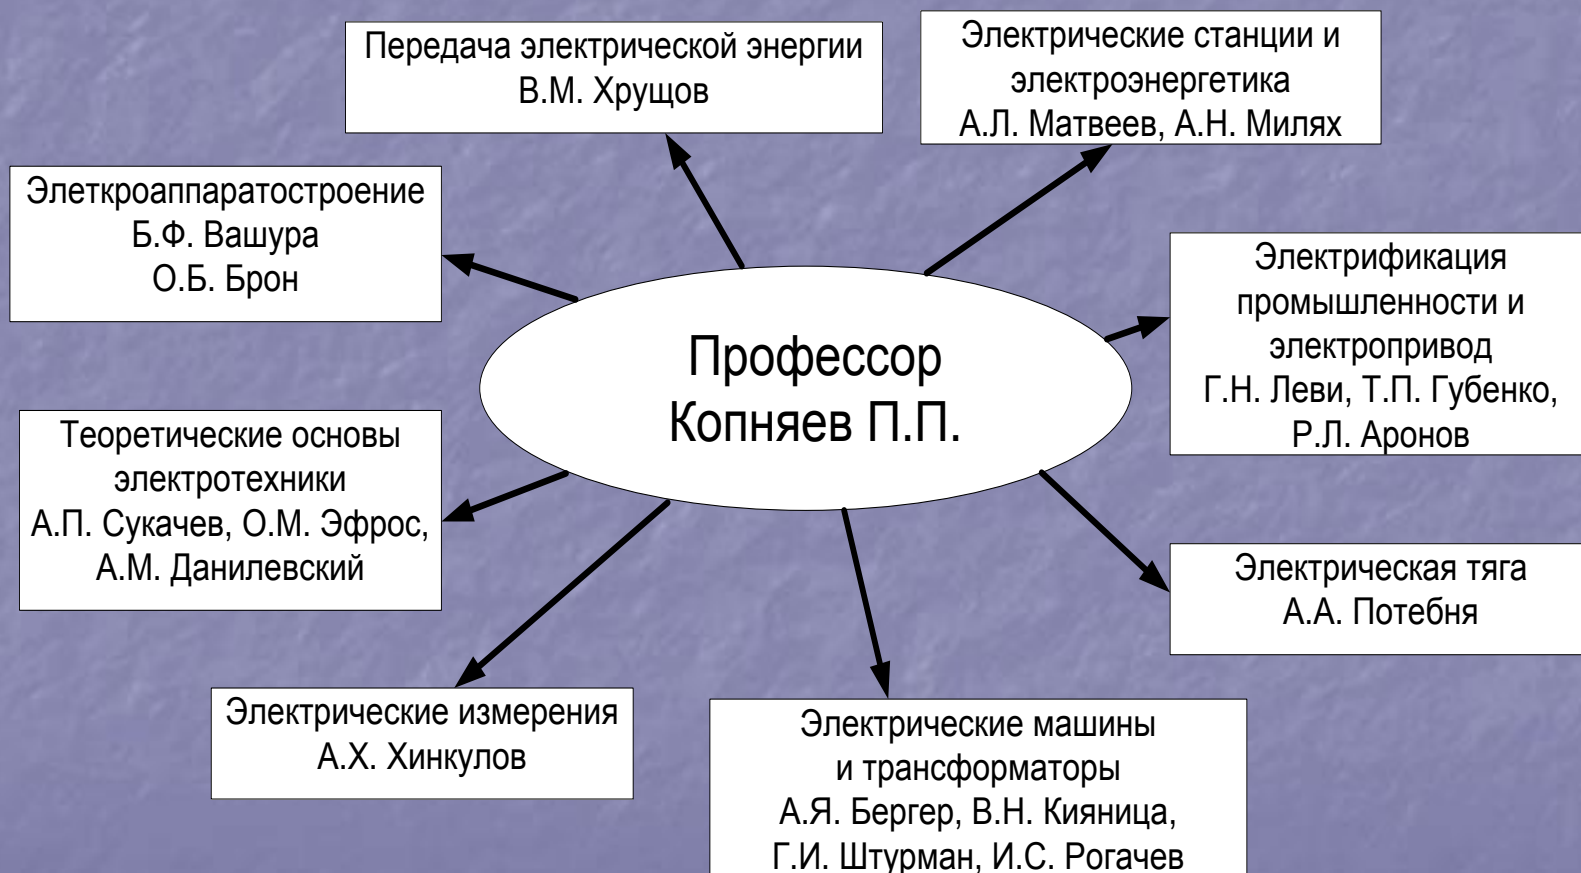 Передача электрической энергии
В.М. Хрущов
Электрические станции и
электроэнергетика
А.Л. Матвеев, А.Н. Милях
Элеткроаппаратостроение
Б.Ф. Вашура
О.Б. Брон
Электрификация
промышленности и
электропривод
Г.Н. Леви, Т.П. Губенко,
Р.Л. Аронов
Профессор
Копняев П.П.
Теоретические основы
электротехники
А.П. Сукачев, О.М. Эфрос,
А.М. Данилевский
Электрическая тяга
А.А. Потебня
Электрические измерения
А.Х. Хинкулов
Электрические машины
и трансформаторы
А.Я. Бергер, В.Н. Кияница,
Г.И. Штурман, И.С. Рогачев